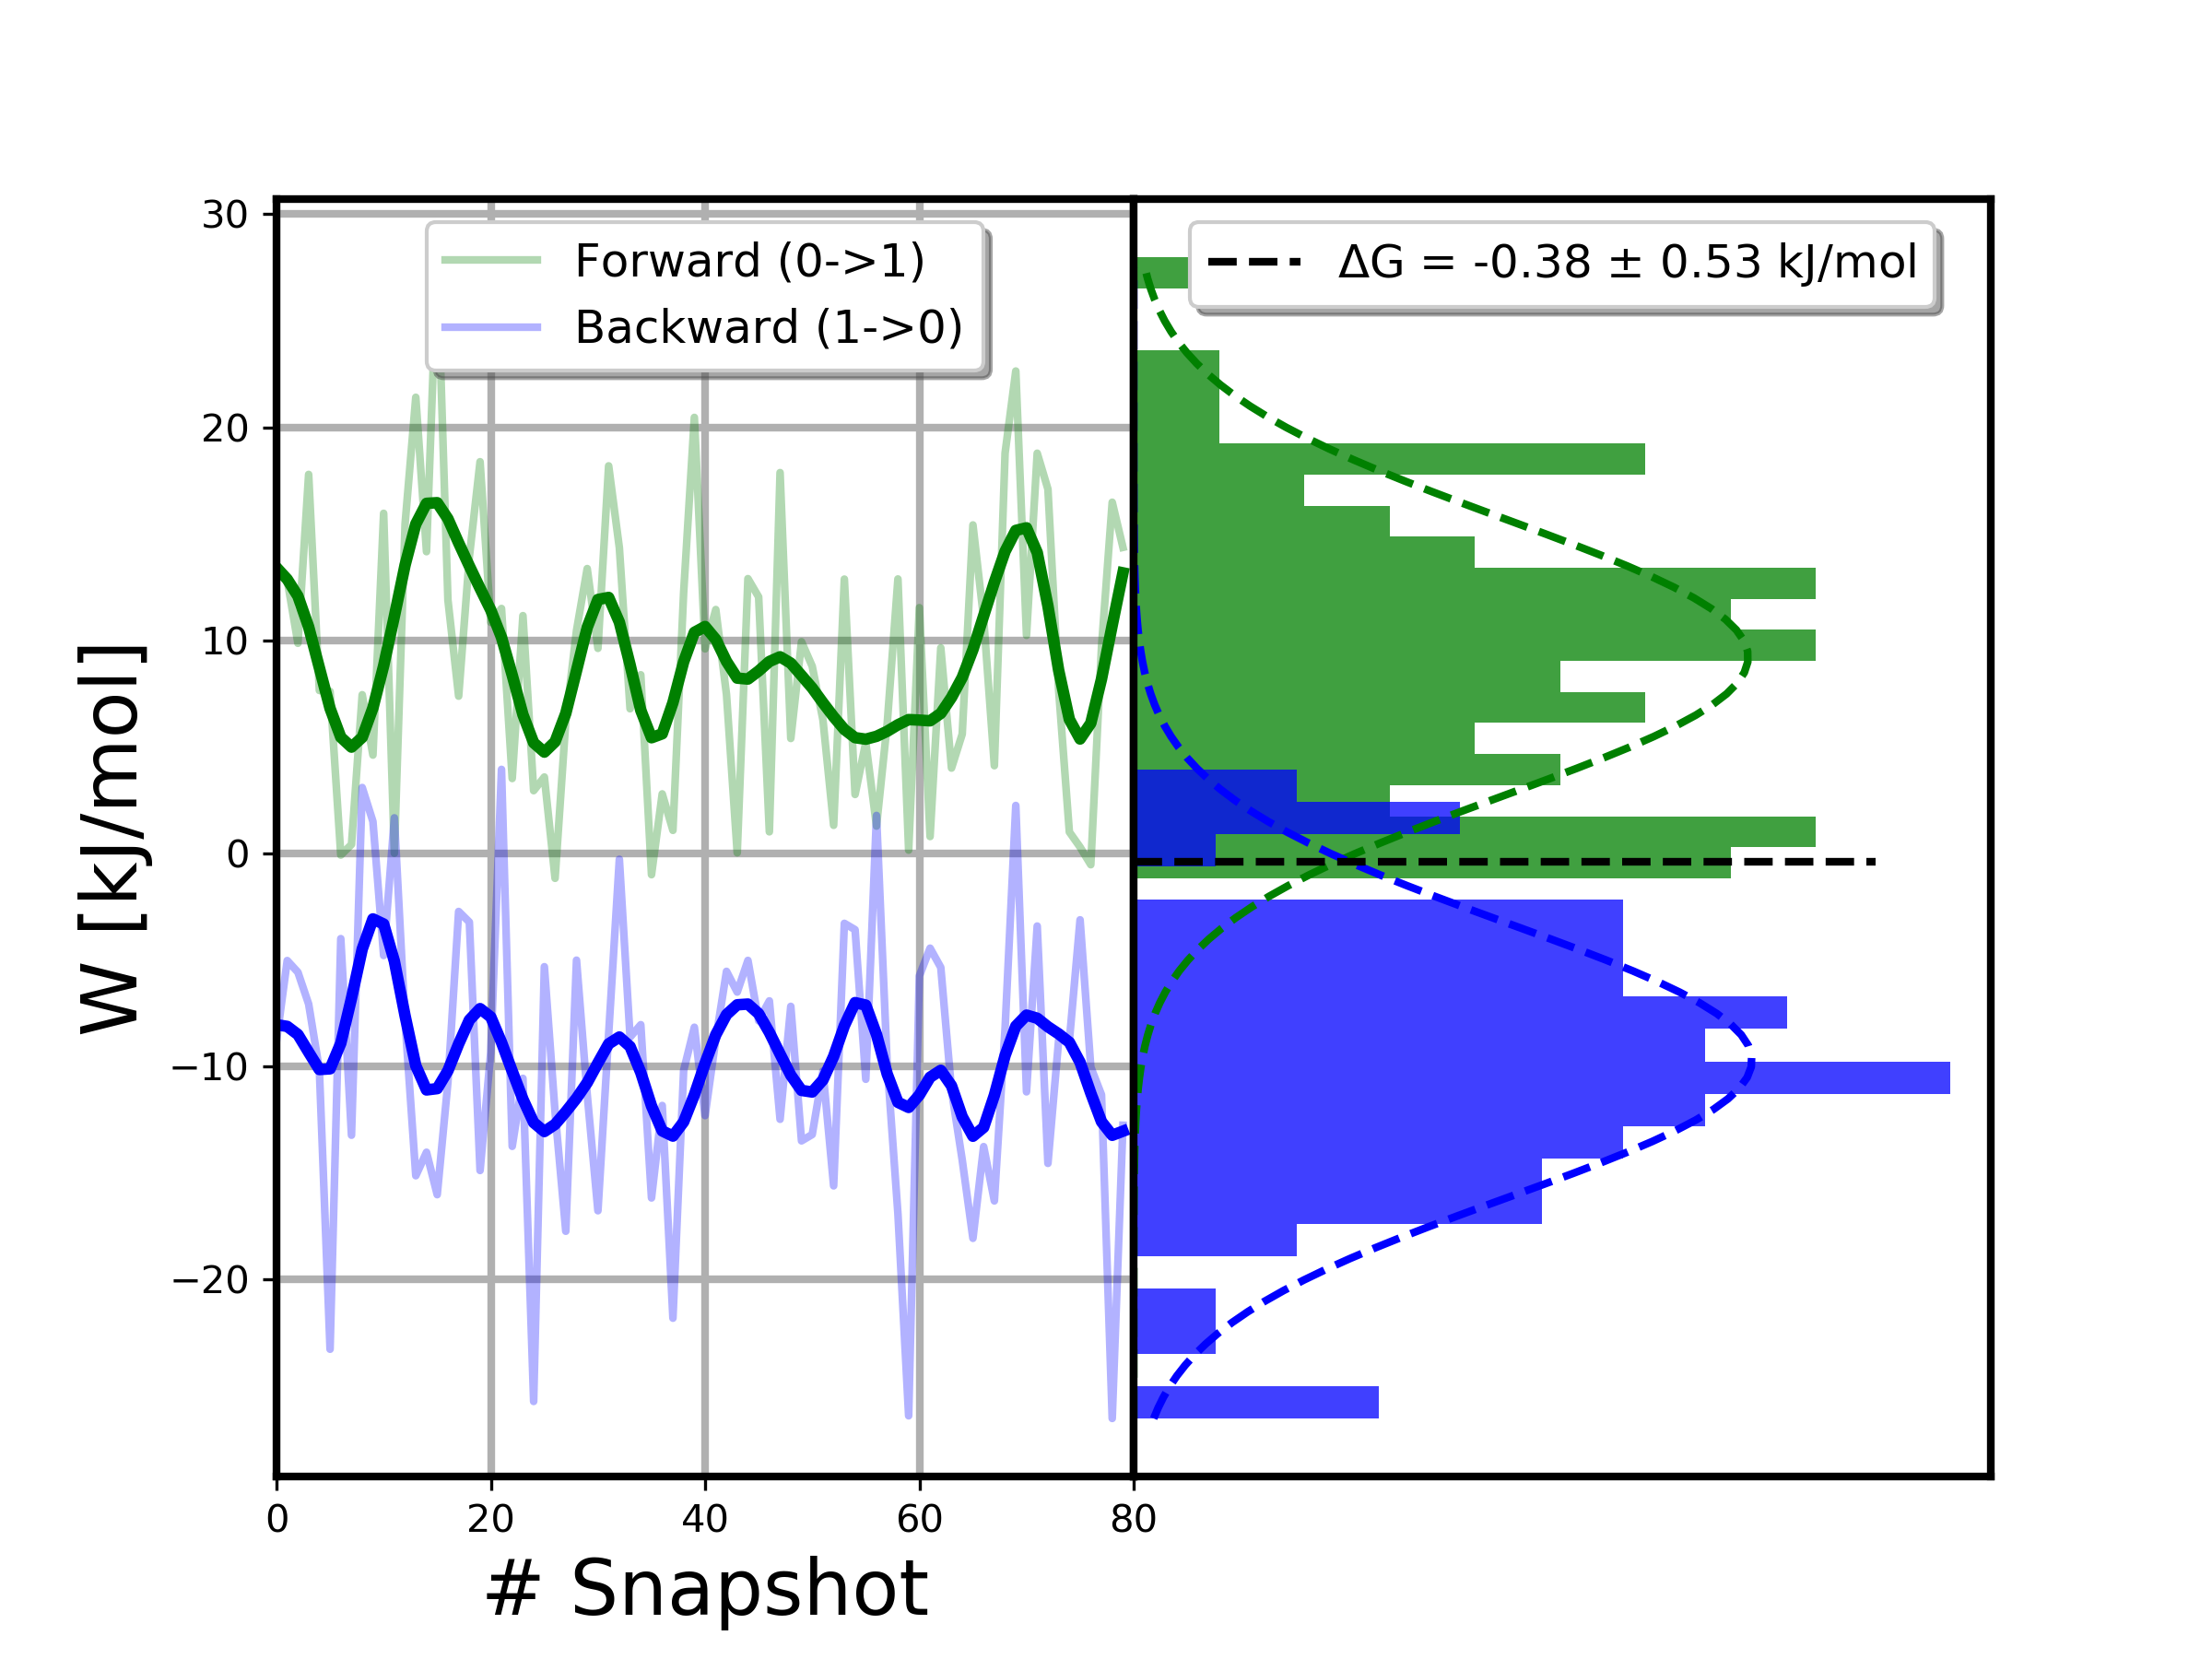 Forward (0->1)
Backward (1->0)
ΔG = -0.38 ± 0.53 kJ/mol
W [kJ/mol]
30
20
10
0
−10
−20
0 20 40 60 80
# Snapshot